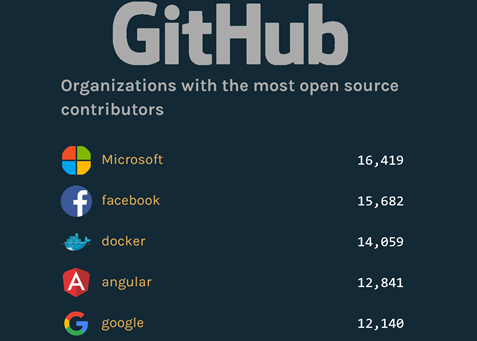 GitHub
Organizations with the most open source
contributors
Microsoft 16,419
facebook 15,682
docker 14,059
angular 12,841
google 12,140